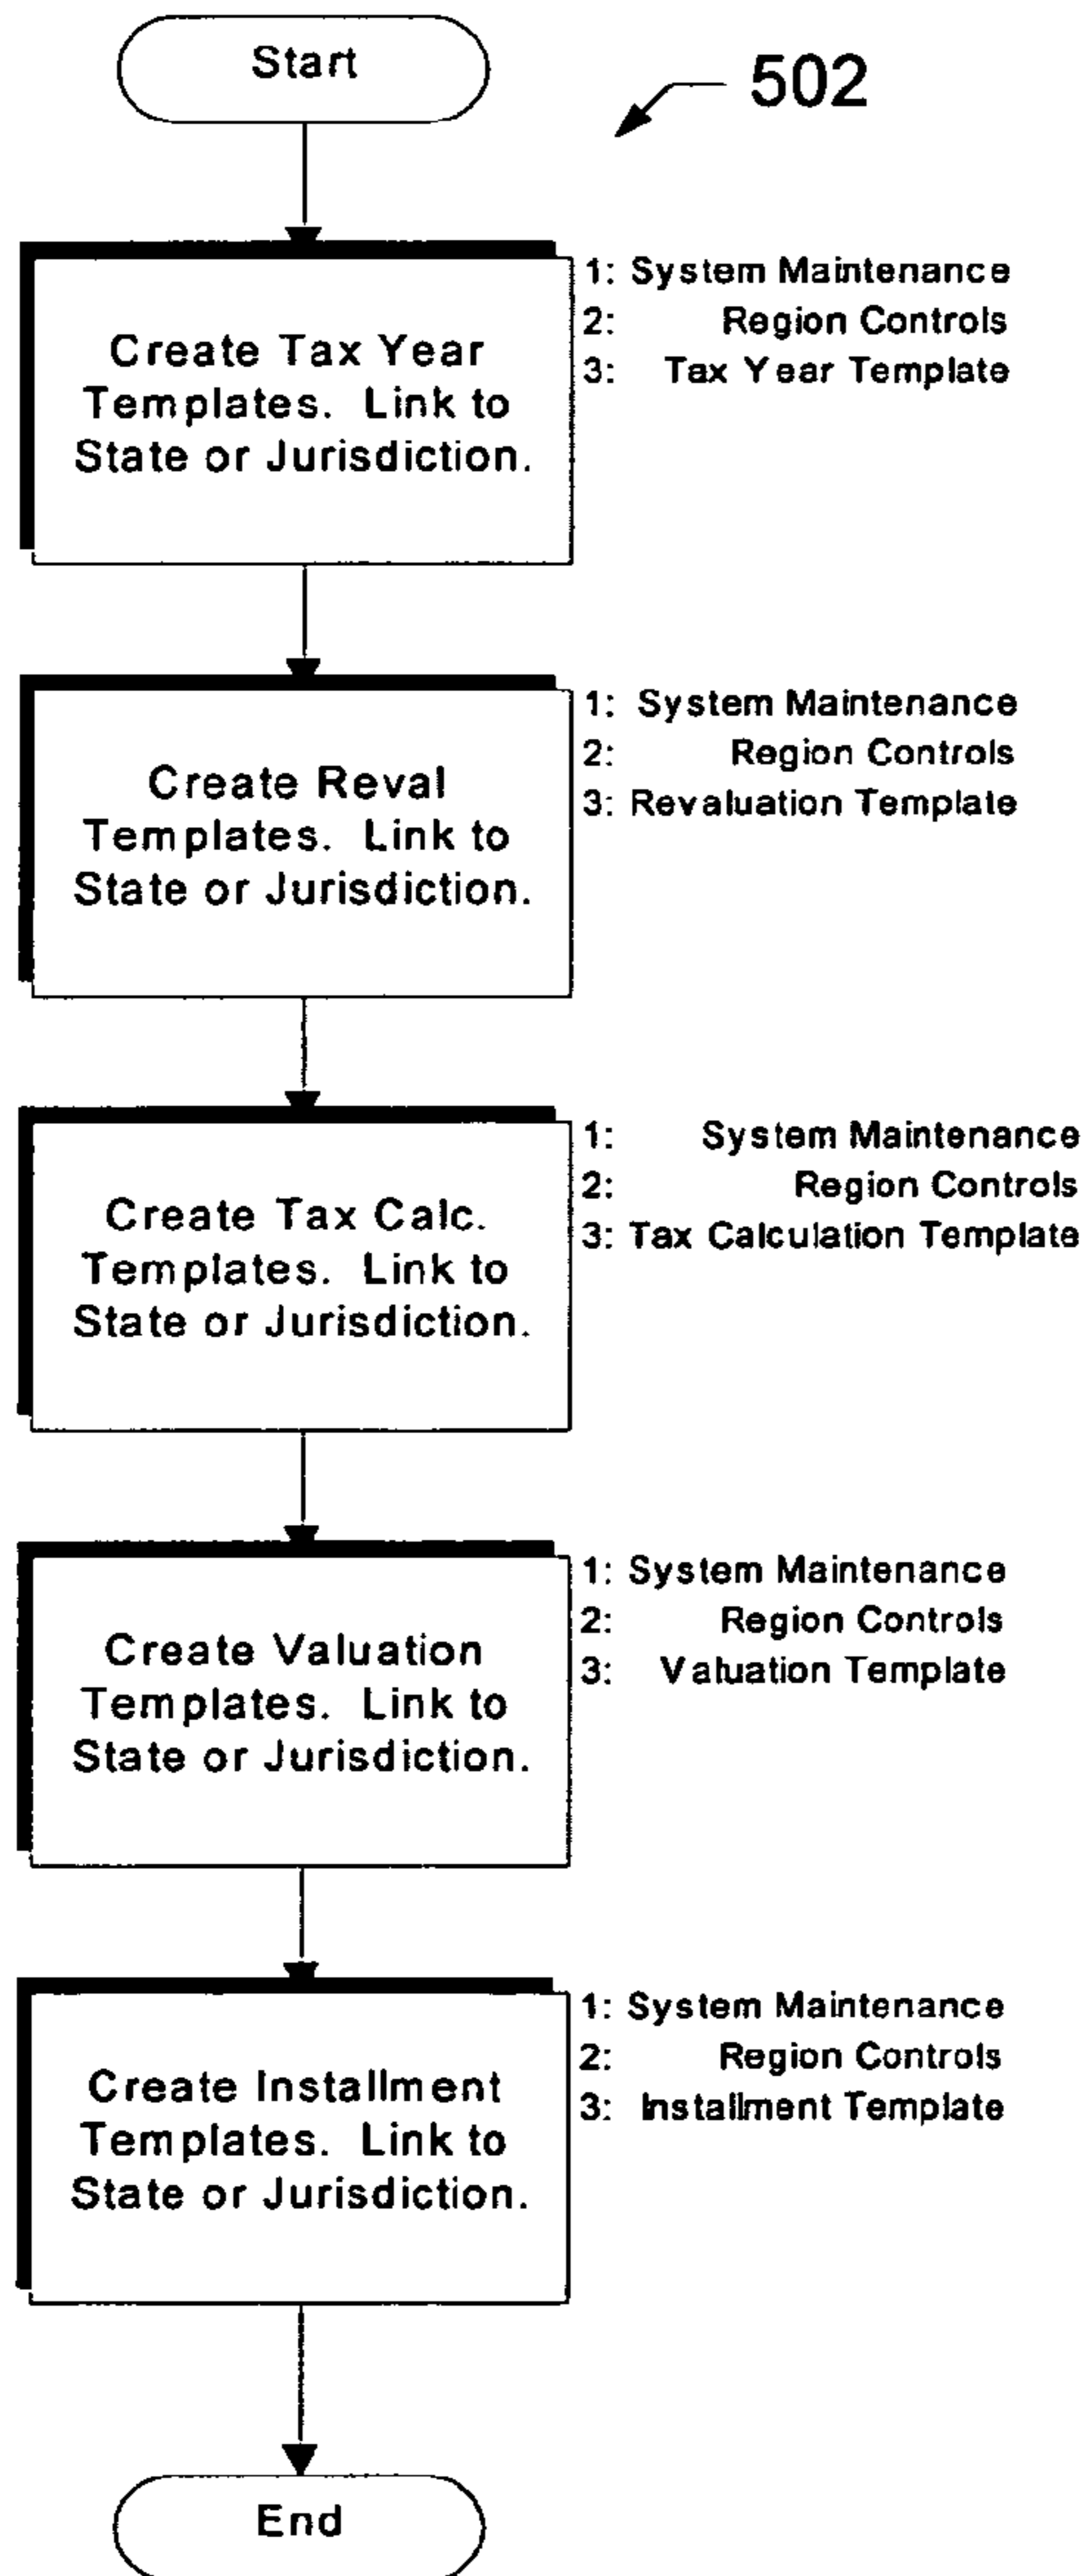 Start
502
Create Tax Year
Templates. Link to
State or Jurisdiction.
1: System Maintenance
2: Region Controls
3: Tax Year Template
Create Reval
Templates. Link to
State or Jurisdiction.
1: System Maintenance
2: Region Controls
3: Revaluation Template
Create Tax Calc.
Templates. Link to
State or Jurisdiction.
1: System Maintenance
2: Region Controls
3: Tax Calculation Template
Create Valuation
Templates. Link to
State or Jurisdiction.
1: System Maintenance
2: Region Controls
3: Valuation Template
Create Installment
Templates. Link to
State or Jurisdiction.
1: System Maintenance
2: Region Controls
3: Installment Template
End